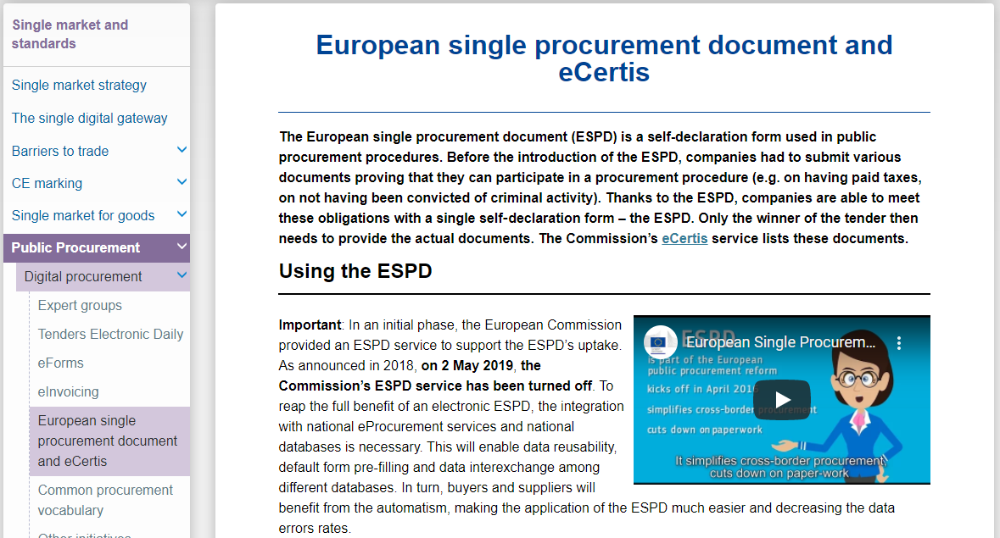 Single market and
standards
Single market strategy
The single digital gateway
Barriers to trade
CE marking
Single market for goods
Public Procurement
Digital procurement
Expert groups
Tenders Electronic Daily
eForms
eInvoicing
European single
procurement document
and eCertis
Common procurement
vocabulary
Other initiatives
European single procurement document and
eCertis
The European single procurement document (ESPD) is a self-declaration form used in public
procurement procedures. Before the introduction of the ESPD, companies had to submit various
documents proving that they can participate in a procurement procedure (e.g. on having paid taxes,
on not having been convicted of criminal activity). Thanks to the ESPD, companies are able to meet
these obligations with a single self-declaration form – the ESPD. Only the winner of the tender then
needs to provide the actual documents. The Commission’s eCertis service lists these documents.
Using the ESPD
Important: In an initial phase, the European Commission
provided an ESPD service to support the ESPD’s uptake.
As announced in 2018, on 2 May 2019, the
Commission’s ESPD service has been turned off. To
reap the full benefit of an electronic ESPD, the integration
with national eProcurement services and national
databases is necessary. This will enable data reusability,
default form pre-filling and data interexchange among
different databases. In turn, buyers and suppliers will
benefit from the automatism, making the application of the ESPD much easier and decreasing the data
errors rates.
ESPD
European Single Procurem...
is part of the European
public procurement reform
kicks off in April 2016
simplifies cross-border procurement
cuts down on paperwork
It simplifies cross-border procurement,
cuts down on paper-work